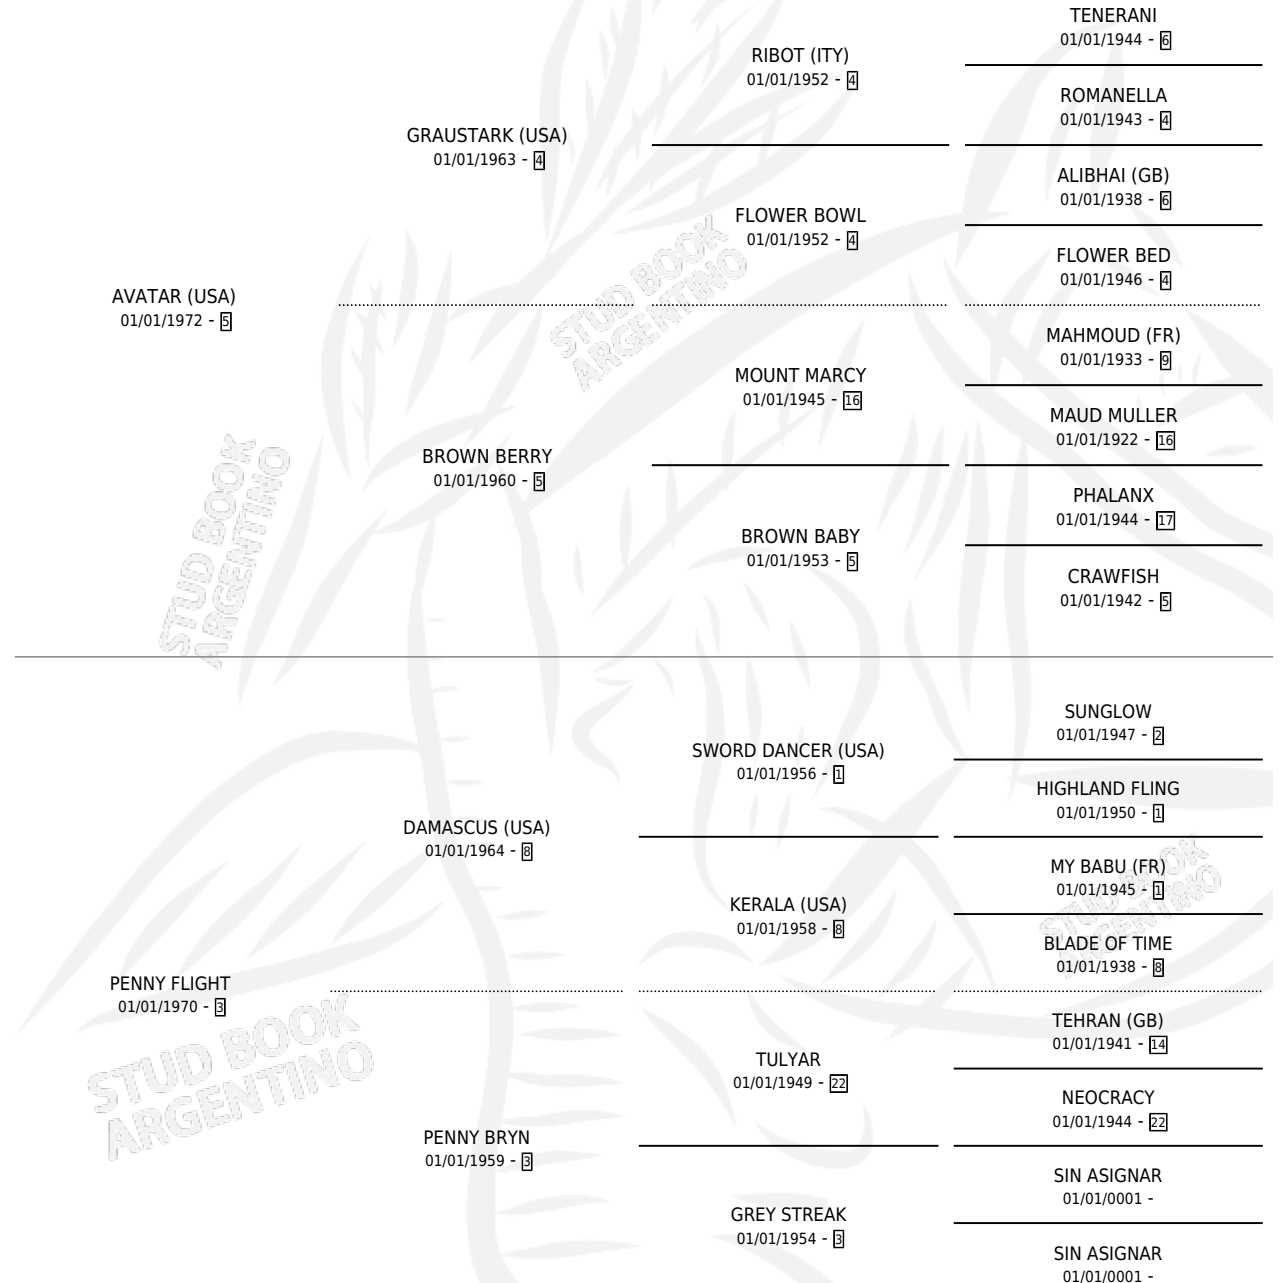 TENERANI
01/01/1944 - 6
RIBOT (ITY)
01/01/1952 - 4
ROMANELLA
01/01/1943 - 4
GRAUSTARK (USA)
01/01/1963 - 4
ALIBHAI (GB)
01/01/1938 - 6
FLOWER BOWL
01/01/1952 - 4
FLOWER BED
01/01/1946 - 4
AVATAR (USA)
01/01/1972 - 5
MAHMOUD (FR)
01/01/1933 - 9
MOUNT MARCY
01/01/1945 - 16
MAUD MULLER
01/01/1922 - 16
BROWN BERRY
01/01/1960 - 5
PHALANX
01/01/1944 - 17
BROWN BABY
01/01/1953 - 5
CRAWFISH
01/01/1942 - 5
SUNGLOW
01/01/1947 - 2
SWORD DANCER (USA)
01/01/1956 - 1
HIGHLAND FLING
01/01/1950 - 1
DAMASCUS (USA)
01/01/1964 - 8
MY BABU (FR)
01/01/1945 - 1
KERALA (USA)
01/01/1958 - 8
BLADE OF TIME
01/01/1938 - 8
PENNY FLIGHT
01/01/1970 - 3
TEHRAN (GB)
01/01/1941 - 14
TULYAR
01/01/1949 - 22
NEOCRACY
01/01/1944 - 22
PENNY BRYN
01/01/1959 - 3
SIN ASIGNAR
01/01/0001 -
GREY STREAK
01/01/1954 - 3
SIN ASIGNAR
01/01/0001 -
STUD BOOK
ARGENTINO
STUD BOOK
ARGENTINO
STUD BOOK
ARGENTINO
STUD BOOK
ARGENTINO